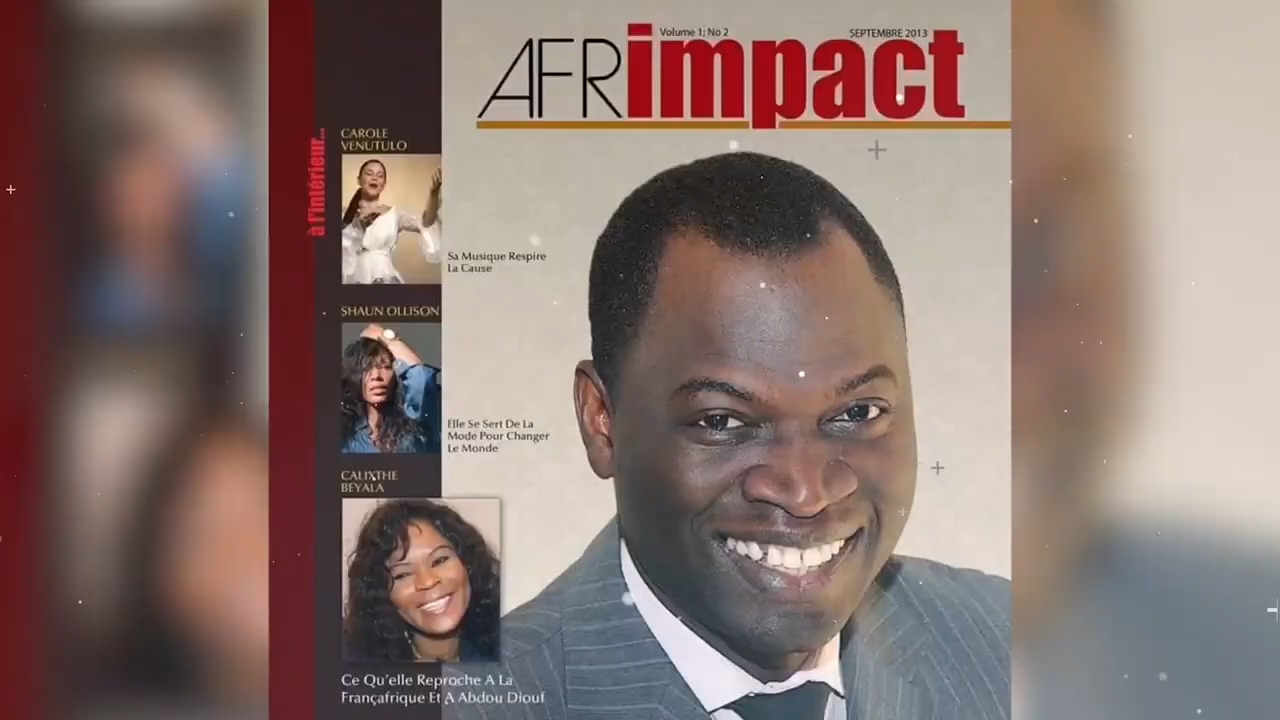 Volume 1; No 2
SEPTEMBRE 2013
AFRimpact
à l'intérieur...
CAROLE
VENUTULO
Sa Musique Respire
La Cause
SHAUN OLLISON
Elle Se Sert De La
Mode Pour Changer
Le Monde
CALIXTHE
BEYALA
Ce Qu'elle Reproche A La
Françafrique Et A Abdou Diouf